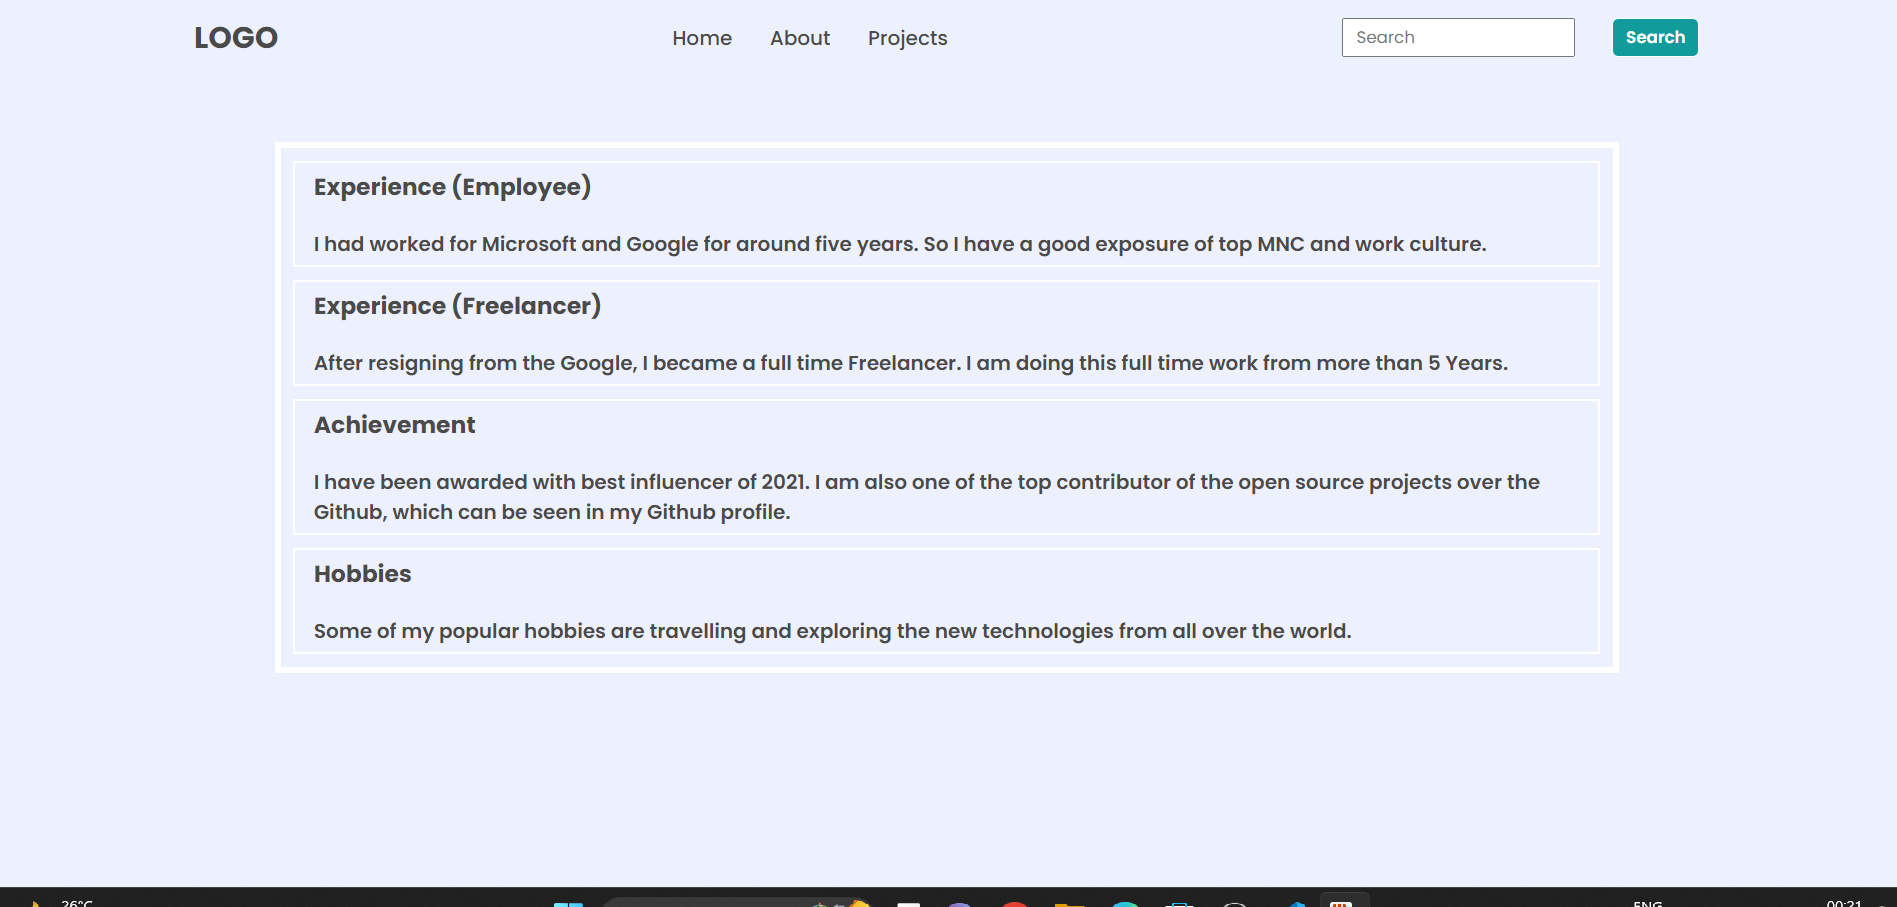 LOGO
Home About Projects
Search
Search
Experience (Employee)
I had worked for Microsoft and Google for around five years. So I have a good exposure of top MNC and work culture.
Experience (Freelancer)
After resigning from the Google, I became a full time Freelancer. I am doing this full time work from more than 5 Years.
Achievement
I have been awarded with best influencer of 2021. I am also one of the top contributor of the open source projects over the
Github, which can be seen in my Github profile.
Hobbies
Some of my popular hobbies are travelling and exploring the new technologies from all over the world.
26°C
ENG
00:21